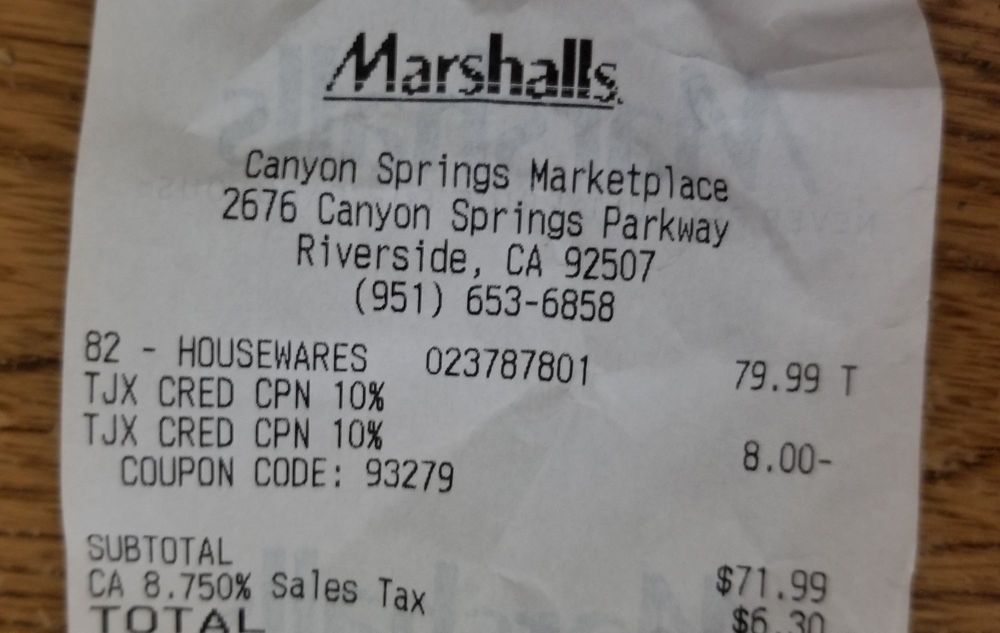 Marshalls.
Canyon Springs Marketplace
2676 Canyon Springs Parkway
Riverside, CA 92507
(951) 653-6858
82 - HOUSEWARES 023787801 79.99 T
TJX CRED CPN 10%
TJX CRED CPN 10% 8.00-
COUPON CODE: 93279
SUBTOTAL $71.99
CA 8.750% Sales Tax $6.30
TOTAL